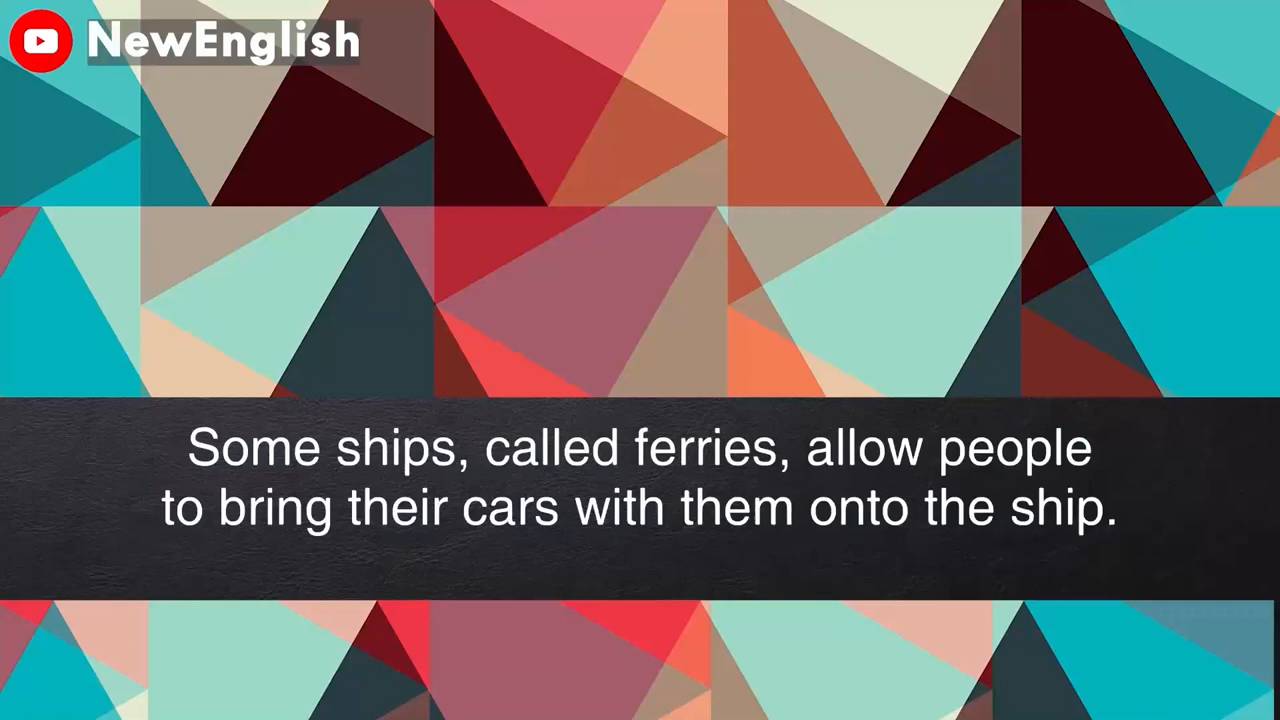 NewEnglish
Some ships, called ferries, allow people
to bring their cars with them onto the ship.